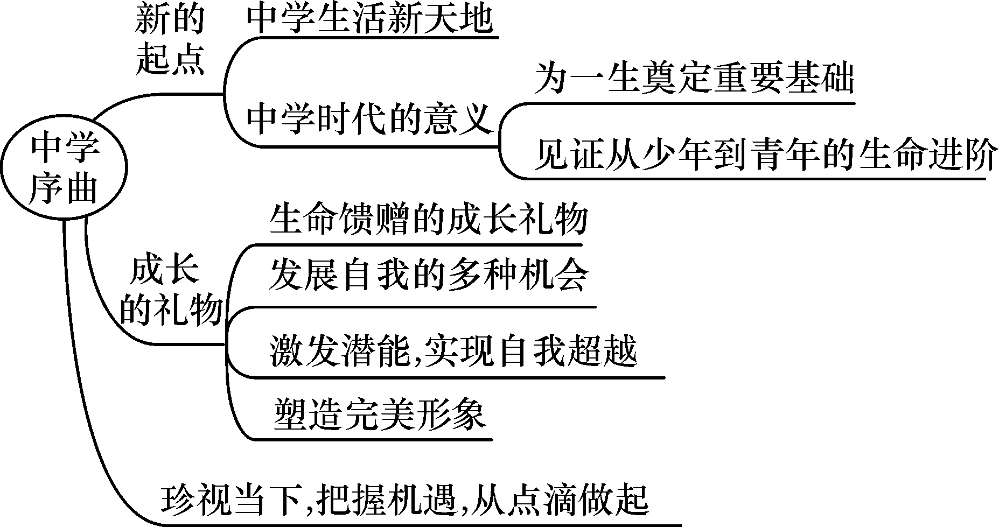 中学
序曲
新的
起点
中学生活新天地
中学时代的意义
为一生奠定重要基础
见证从少年到青年的生命进阶
成长
的礼物
生命馈赠的成长礼物
发展自我的多种机会
激发潜能,实现自我超越
塑造完美形象
珍视当下,把握机遇,从点滴做起